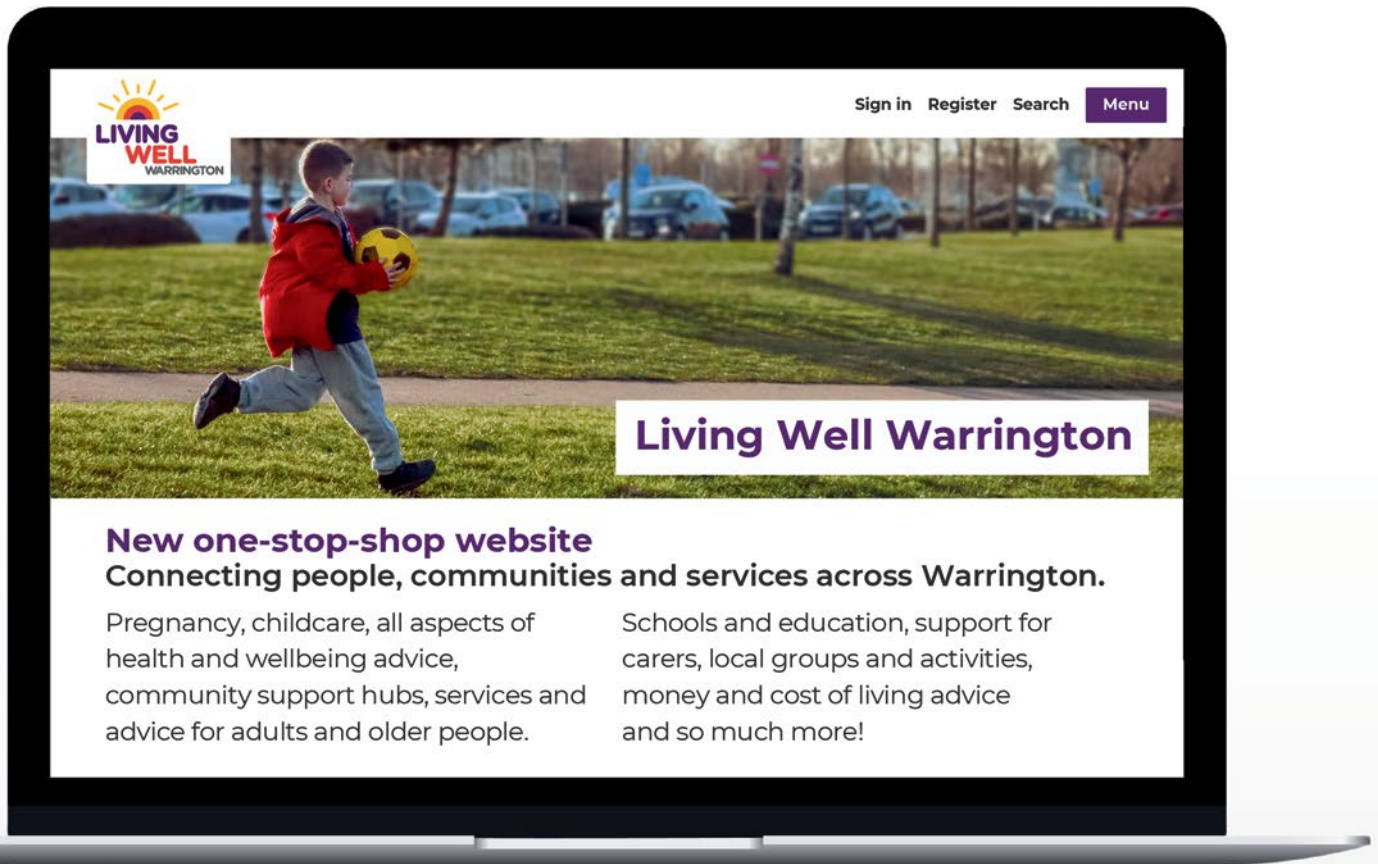 LIVING
WELL
WARRINGTON
Sign in Register Search Menu
Living Well Warrington
New one-stop-shop website
Connecting people, communities and services across Warrington.
Pregnancy, childcare, all aspects of
health and wellbeing advice,
community support hubs, services and
advice for adults and older people.
Schools and education, support for
carers, local groups and activities,
money and cost of living advice
and so much more!